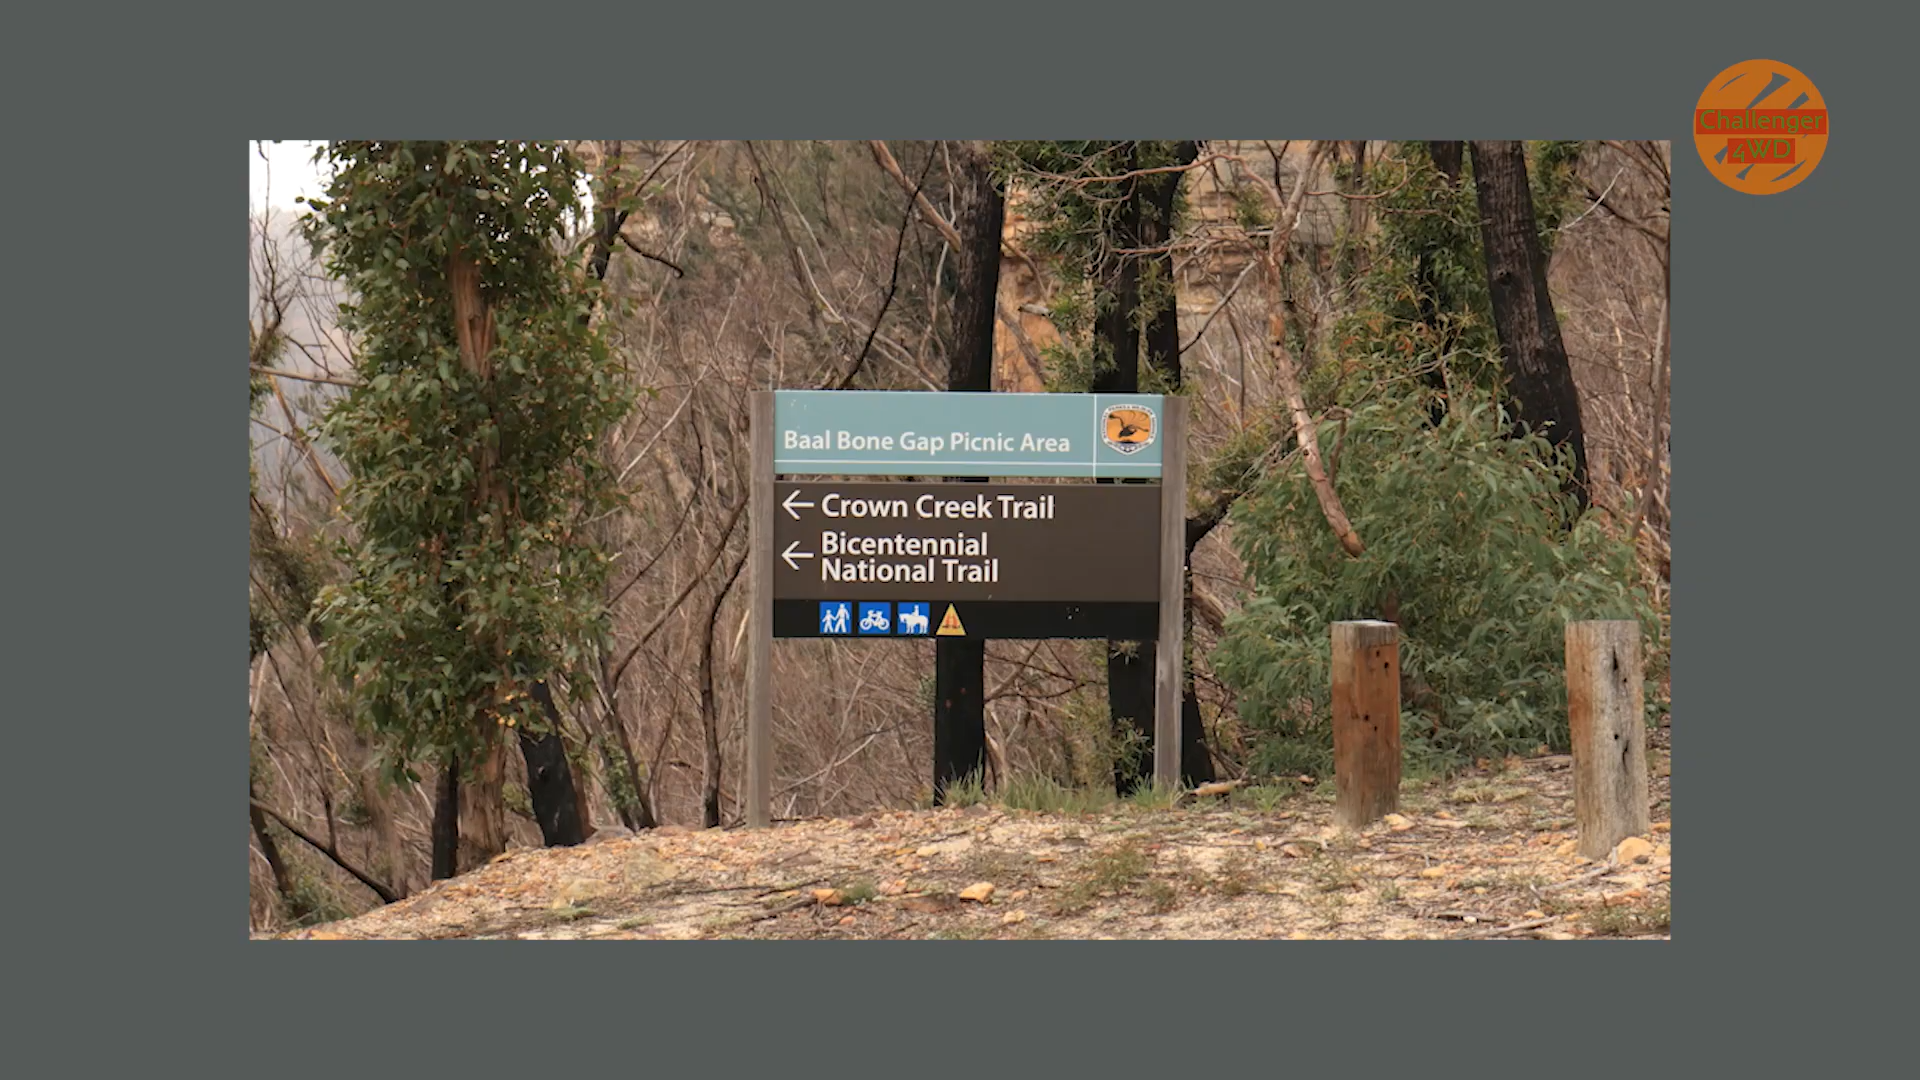 Challenger
4WD
Baal Bone Gap Picnic Area
Crown Creek Trail
Bicentennial
National Trail